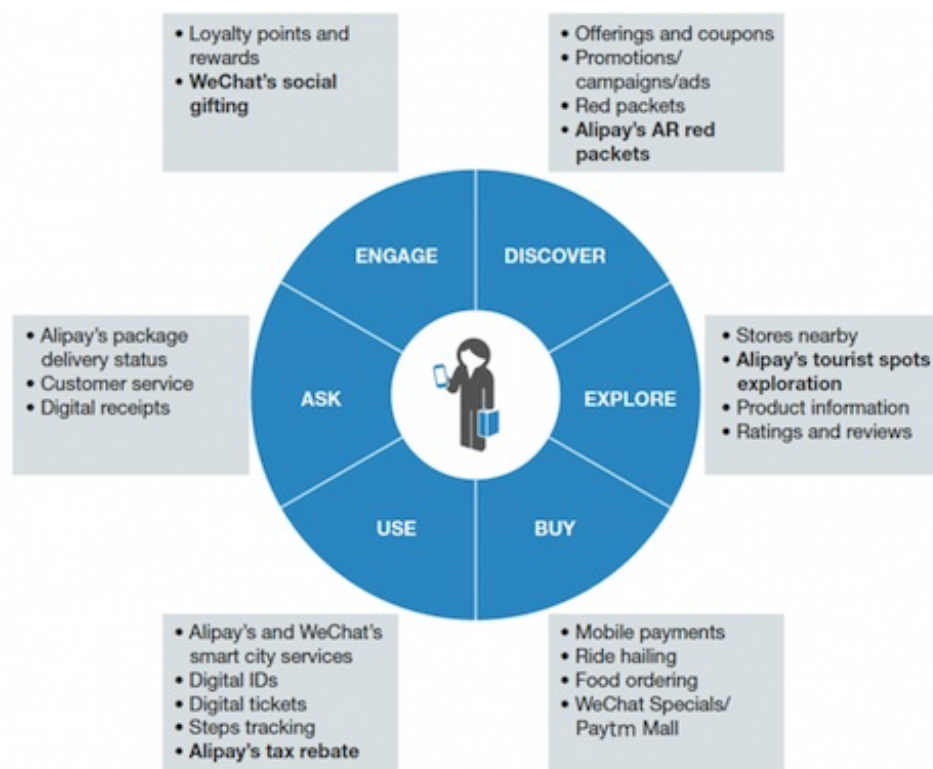 • Loyalty points and
rewards
• WeChat's social
gifting
• Offerings and coupons
• Promotions/
campaigns/ads
• Red packets
• Alipay's AR red
packets
ENGAGE
DISCOVER
• Alipay's package
delivery status
• Customer service
• Digital receipts
ASK
EXPLORE
• Stores nearby
• Alipay's tourist spots
exploration
• Product information
• Ratings and reviews
USE
BUY
• Alipay's and WeChat's
smart city services
• Digital IDs
• Digital tickets
• Steps tracking
• Alipay's tax rebate
• Mobile payments
• Ride hailing
• Food ordering
• WeChat Specials/
Paytm Mall